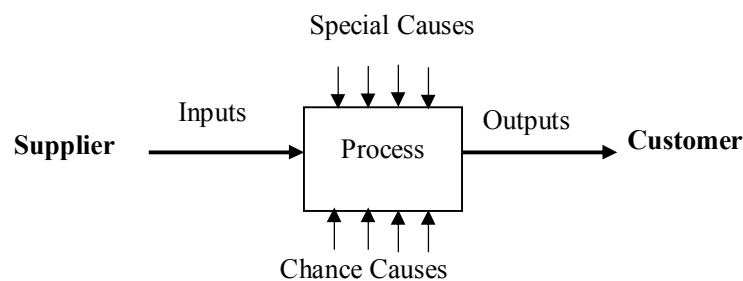 Special Causes
Inputs
Outputs
Supplier
Process
Customer
Chance Causes